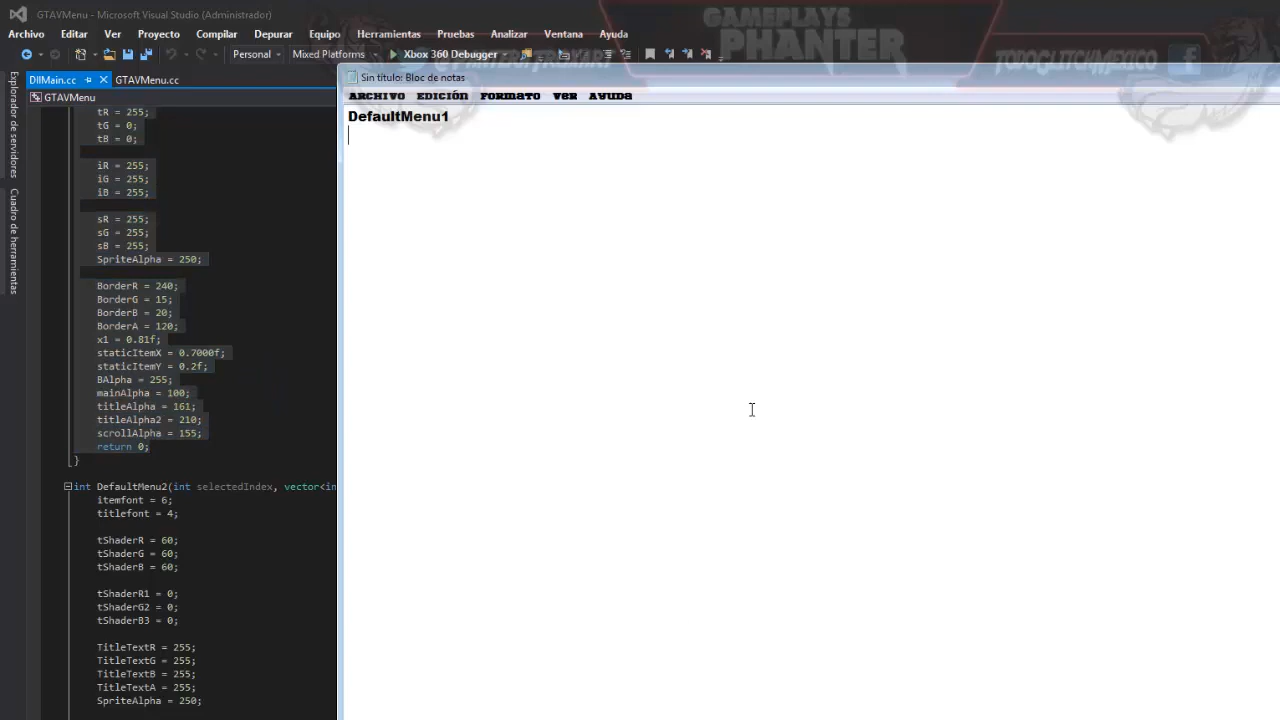 GTAVMenu - Microsoft Visual Studio (Administrador)
GAMEPLAYS
PHANTER
TODOGLITCHMEXICO
Archivo Editar Ver Proyecto Compilar Depurar Equipo Herramientas Pruebas Analizar Ventana Ayuda
Personal Mixed Platforms Xbox 360 Debugger
DllMain.cc GTAVMenu.cc
GTAVMenu
Explorador de servidores
Cuadro de herramientas
Sin título: Bloc de notas
Archivo Edición Formato Ver Ayuda
DefaultMenu1
tR = 255;
tG = 0;
tB = 0;
iR = 255;
iG = 255;
iB = 255;
sR = 255;
sG = 255;
sB = 255;
SpriteAlpha = 250;
BorderR = 240;
BorderG = 15;
BorderB = 20;
BorderA = 120;
x1 = 0.81f;
staticItemX = 0.7000f;
staticItemY = 0.2f;
BAlpha = 255;
mainAlpha = 100;
titleAlpha = 161;
titleAlpha2 = 210;
scrollAlpha = 155;
return 0;
}
int DefaultMenu2(int selectedIndex, vector<in
itemfont = 6;
titlefont = 4;
tShaderR = 60;
tShaderG = 60;
tShaderB = 60;
tShaderR1 = 0;
tShaderG2 = 0;
tShaderB3 = 0;
TitleTextR = 255;
TitleTextG = 255;
TitleTextB = 255;
TitleTextA = 255;
SpriteAlpha = 250;